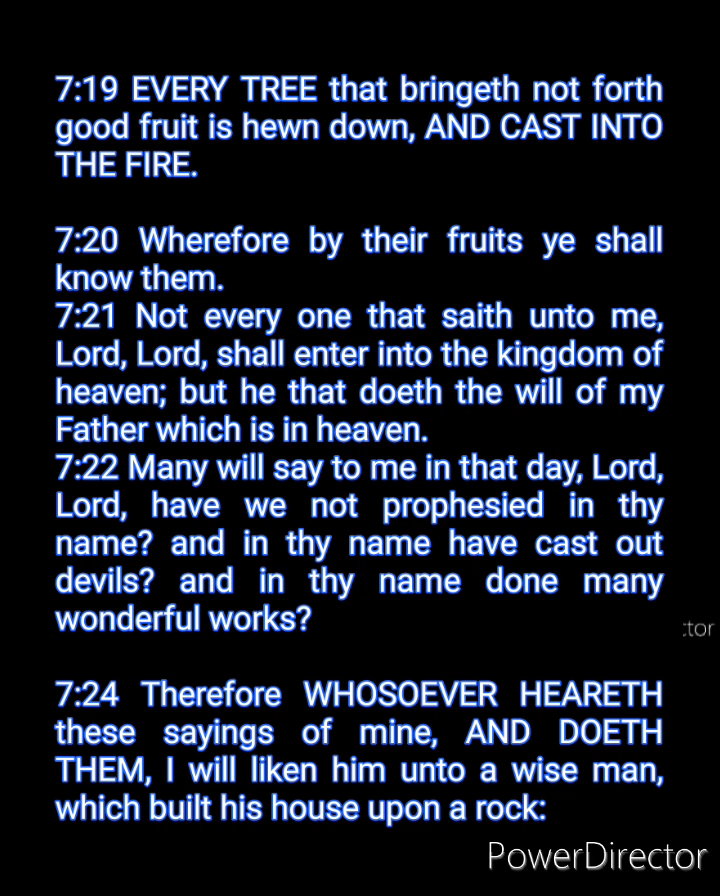 7:19 EVERY TREE that bringeth not forth
good fruit is hewn down, AND CAST INTO
THE FIRE.
7:20 Wherefore by their fruits ye shall
know them.
7:21 Not every one that saith unto me,
Lord, Lord, shall enter into the kingdom of
heaven; but he that doeth the will of my
Father which is in heaven.
7:22 Many will say to me in that day, Lord,
Lord, have we not prophesied in thy
name? and in thy name have cast out
devils? and in thy name done many
wonderful works?
7:24 Therefore WHOSOEVER HEARETH
these sayings of mine, AND DOETH
THEM, I will liken him unto a wise man,
which built his house upon a rock:
PowerDirector